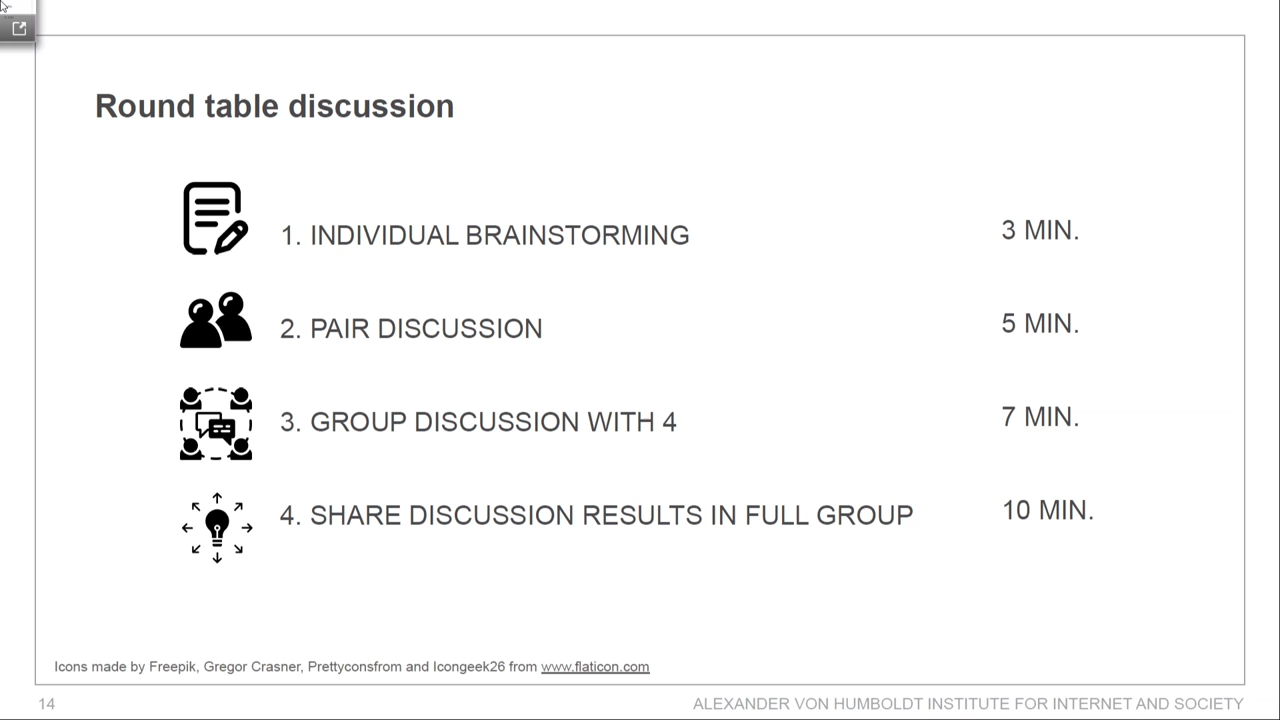 Round table discussion
1. INDIVIDUAL BRAINSTORMING 3 MIN.
2. PAIR DISCUSSION 5 MIN.
3. GROUP DISCUSSION WITH 4 7 MIN.
4. SHARE DISCUSSION RESULTS IN FULL GROUP 10 MIN.
Icons made by Freepik, Gregor Crasner, Prettyconsfrom and Icongeek26 from www.flaticon.com
14 ALEXANDER VON HUMBOLDT INSTITUTE FOR INTERNET AND SOCIETY